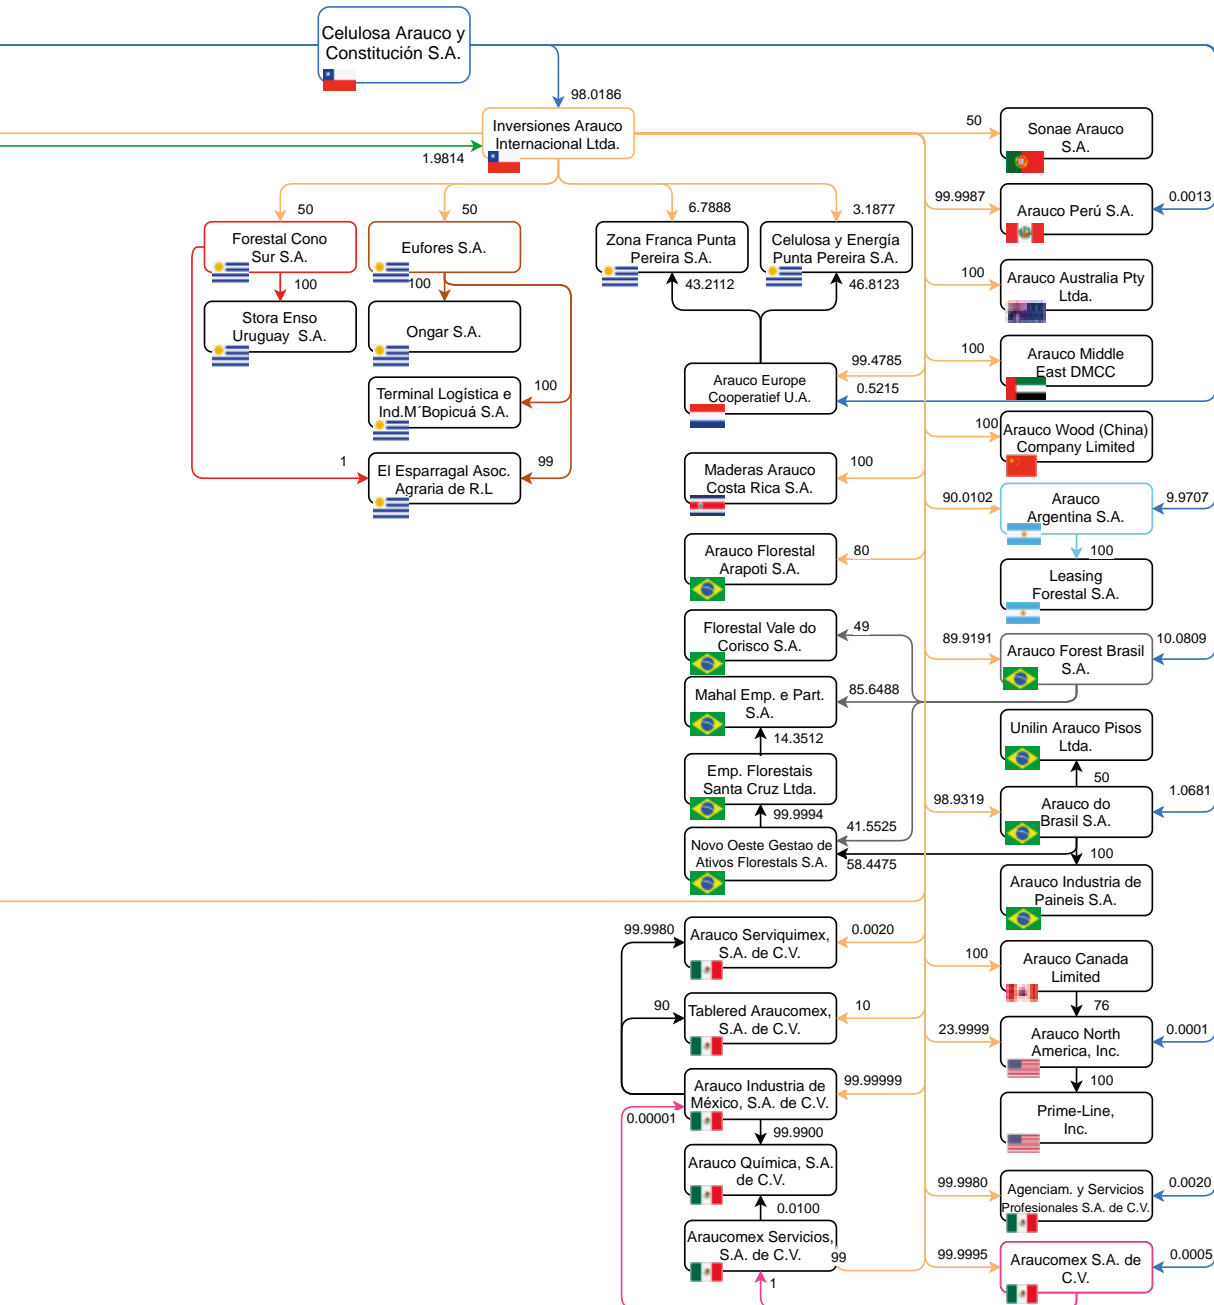 Celulosa Arauco y
Constitución S.A.
98.0186
Inversiones Arauco
Internacional Ltda.
1.9814
50
Sonae Arauco
S.A.
99.9987
Arauco Perú S.A.
0.0013
50
Forestal Cono
Sur S.A.
50
Eufores S.A.
6.7888
Zona Franca Punta
Pereira S.A.
3.1877
Celulosa y Energía
Punta Pereira S.A.
100
Arauco Australia Pty
Ltda.
100
100
43.2112
46.8123
Stora Enso
Uruguay S.A.
Ongar S.A.
100
Arauco Middle
East DMCC
99.4785
Arauco Europe
Cooperatief U.A.
0.5215
Terminal Logística e
Ind.M´Bopicuá S.A.
100
100
Arauco Wood (China)
Company Limited
1
El Esparragal Asoc.
Agraria de R.L
99
Maderas Arauco
Costa Rica S.A.
100
90.0102
Arauco
Argentina S.A.
9.9707
Arauco Florestal
Arapoti S.A.
80
100
Leasing
Forestal S.A.
Florestal Vale do
Corisco S.A.
49
89.9191
Arauco Forest Brasil
S.A.
10.0809
Mahal Emp. e Part.
S.A.
85.6488
14.3512
Unilin Arauco Pisos
Ltda.
50
Emp. Florestais
Santa Cruz Ltda.
99.9994
98.9319
Arauco do
Brasil S.A.
1.0681
41.5525
Novo Oeste Gestao de
Ativos Florestals S.A.
58.4475
100
Arauco Industria de
Paineis S.A.
99.9980
Arauco Serviquimex,
S.A. de C.V.
0.0020
100
Arauco Canada
Limited
76
90
Tablered Araucomex,
S.A. de C.V.
10
23.9999
Arauco North
America, Inc.
0.0001
100
Arauco Industria de
México, S.A. de C.V.
99.99999
0.00001
99.9900
Prime-Line,
Inc.
Arauco Química, S.A.
de C.V.
0.0100
99.9980
Agenciam. y Servicios
Profesionales S.A. de C.V.
0.0020
Araucomex Servicios,
S.A. de C.V.
99
1
99.9995
Araucomex S.A. de
C.V.
0.0005